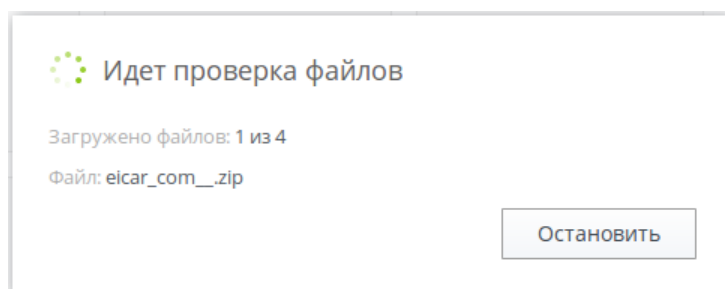 Идет проверка файлов
Загружено файлов: 1 из 4
Файл: eicar_com__.zip
Остановить